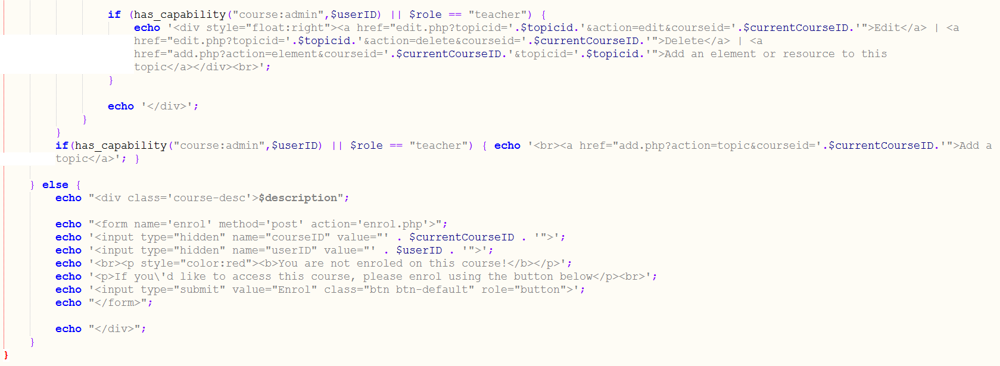 if (has_capability("course:admin",$userID) || $role == "teacher") {
echo '<div style="float:right"><a href="edit.php?topicid='.$topicid.'&action=edit&courseid='.$currentCourseID.'">Edit</a> | <a
href="edit.php?topicid='.$topicid.'&action=delete&courseid='.$currentCourseID.'">Delete</a> | <a
href="add.php?action=element&courseid='.$currentCourseID.'&topicid='.$topicid.'">Add an element or resource to this
topic</a></div><br>';
}
echo '</div>';
}
}
if(has_capability("course:admin",$userID) || $role == "teacher") { echo '<br><a href="add.php?action=topic&courseid='.$currentCourseID.'">Add a
topic</a>'; }
} else {
echo "<div class='course-desc'>$description";
echo "<form name='enrol' method='post' action='enrol.php'>";
echo '<input type="hidden" name="courseID" value="' . $currentCourseID . '">';
echo '<input type="hidden" name="userID" value="' . $userID . '">';
echo '<br><p style="color:red"><b>You are not enroled on this course!</b></p>';
echo '<p>If you\'d like to access this course, please enrol using the button below</p><br>';
echo '<input type="submit" value="Enrol" class="btn btn-default" role="button">';
echo "</form>";
echo "</div>";
}
}